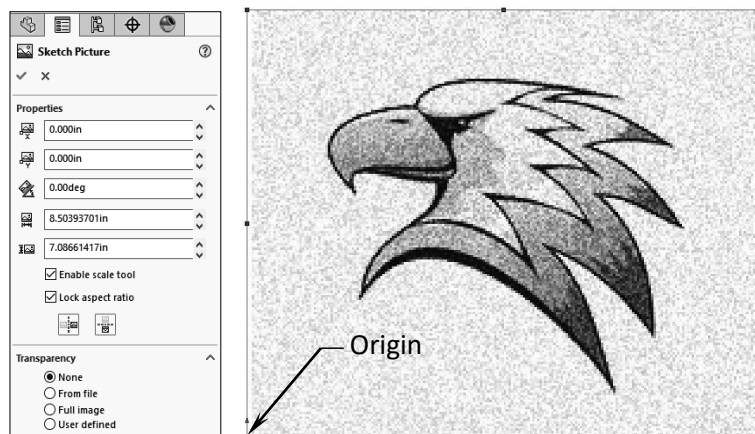 Sketch Picture
Properties
0.000in
0.000in
0.00deg
8.50393701in
7.08661417in
Enable scale tool
Lock aspect ratio
Transparency
None
From file
Full image
User defined
Origin